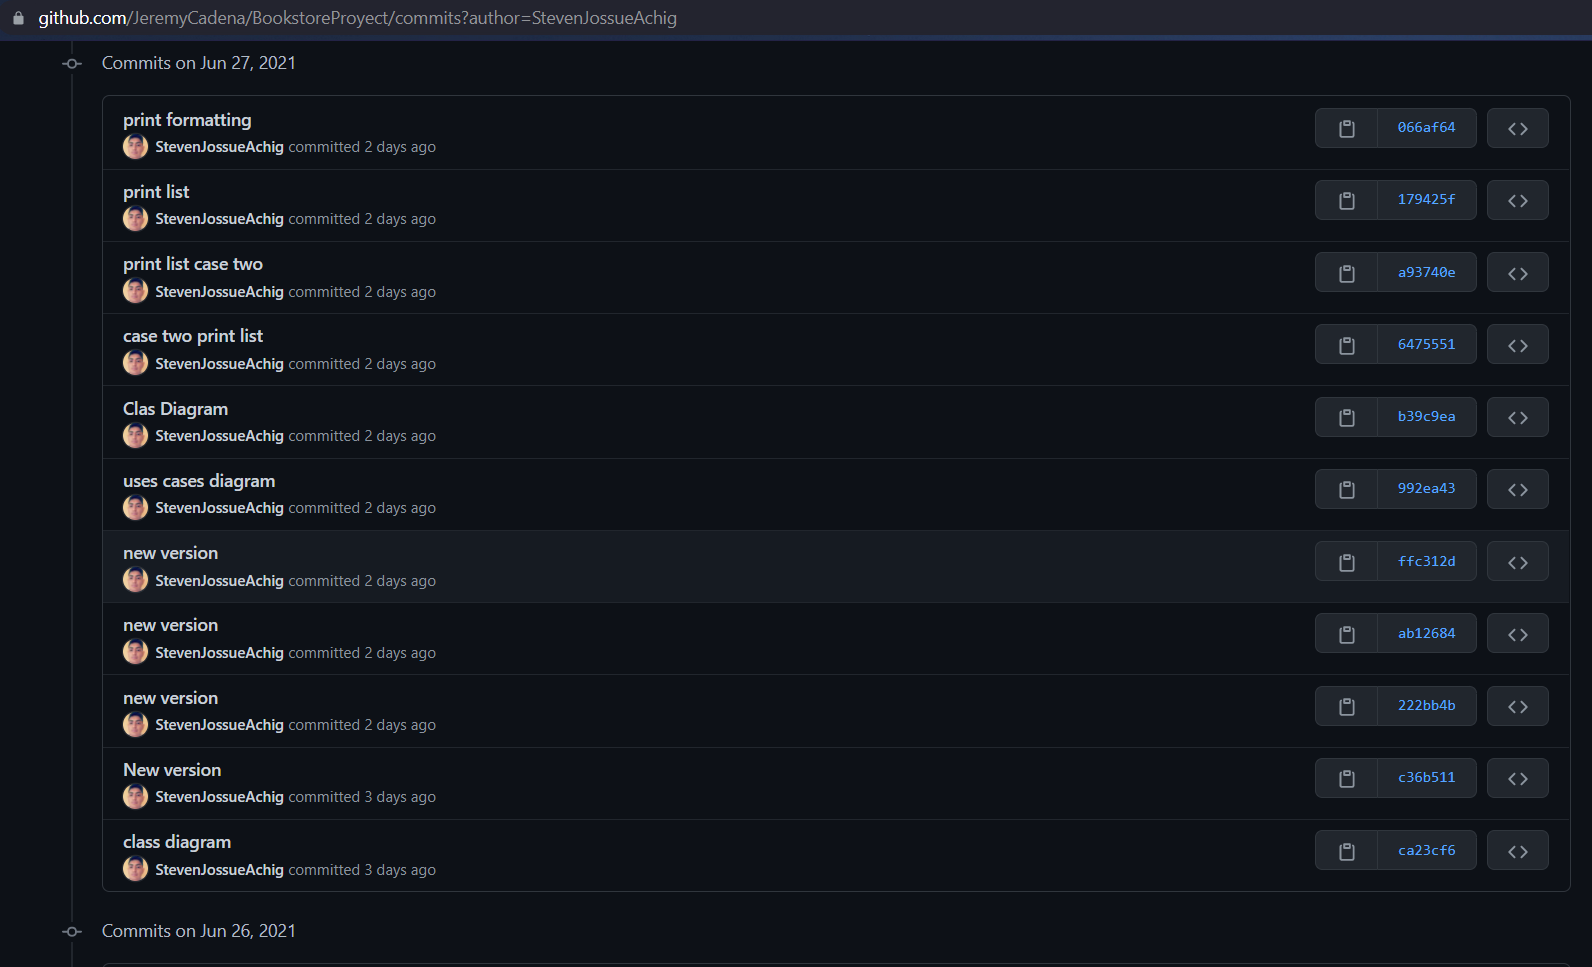 github.com/JeremyCadena/BookstoreProyect/commits?author=StevenJossueAchig
Commits on Jun 27, 2021
print formatting
StevenJossueAchig committed 2 days ago
066af64
print list
StevenJossueAchig committed 2 days ago
179425f
print list case two
StevenJossueAchig committed 2 days ago
a93740e
case two print list
StevenJossueAchig committed 2 days ago
6475551
Clas Diagram
StevenJossueAchig committed 2 days ago
b39c9ea
uses cases diagram
StevenJossueAchig committed 2 days ago
992ea43
new version
StevenJossueAchig committed 2 days ago
ffc312d
new version
StevenJossueAchig committed 2 days ago
ab12684
new version
StevenJossueAchig committed 2 days ago
222bb4b
New version
StevenJossueAchig committed 3 days ago
c36b511
class diagram
StevenJossueAchig committed 3 days ago
ca23cf6
Commits on Jun 26, 2021